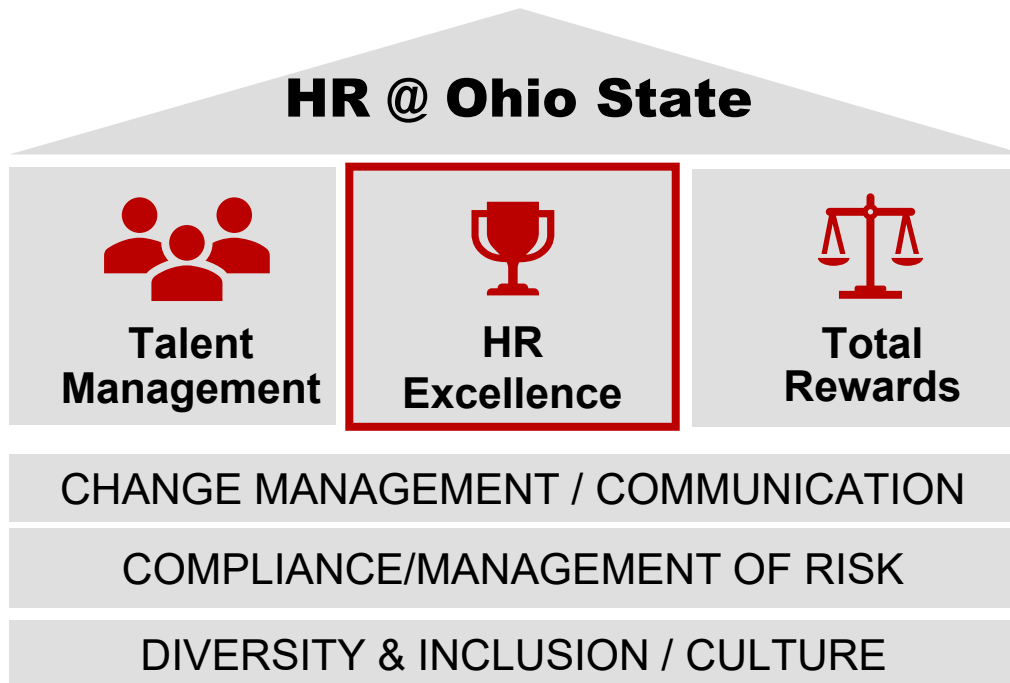 HR @ Ohio State
Talent
Management
HR
Excellence
Total
Rewards
CHANGE MANAGEMENT / COMMUNICATION
COMPLIANCE/MANAGEMENT OF RISK
DIVERSITY & INCLUSION / CULTURE